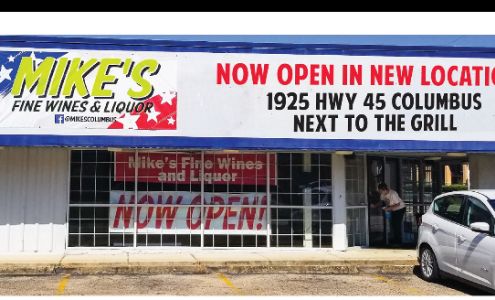 MIKE'S
FINE WINES & LIQUOR
@MIKESCOLUMBUS
NOW OPEN IN NEW LOCATIO
1925 HWY 45 COLUMBUS
NEXT TO THE GRILL
Mike's Fine Wines
and Liquor
NOW OPEN!